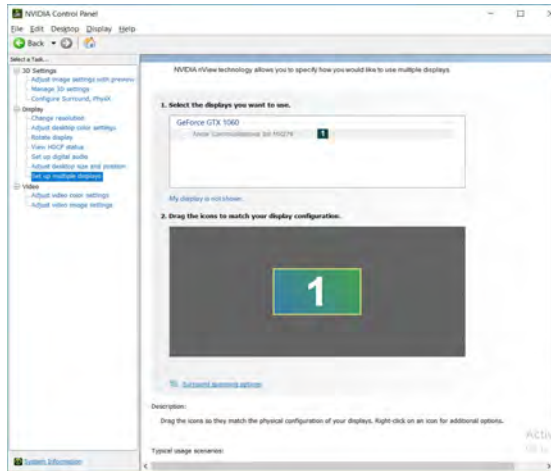 NVIDIA Control Panel
File Edit Desktop Display Help
Back
Select a Task...
3D Settings
Adjust image settings with preview
Manage 3D settings
Configure Surround, PhysX
Display
Change resolution
Adjust desktop color settings
Rotate display
View HDCP status
Set up digital audio
Adjust desktop size and position
Set up multiple displays
Video
Adjust video color settings
Adjust video image settings
System Information
NVIDIA nView technology allows you to specify how you would like to use multiple displays.
1. Select the displays you want to use.
GeForce GTX 1060
1
My display is not shown.
2. Drag the icons to match your display configuration.
1
Surround spanning options
Description:
Drag the icons so they match the physical configuration of your displays. Right-click on an icon for additional options.
Typical usage scenarios: